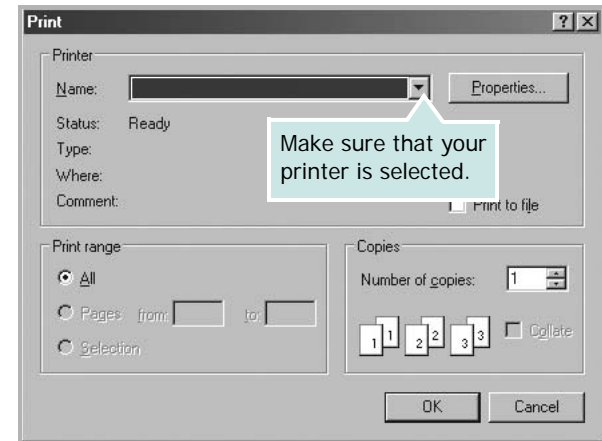 Print
Printer
Name:
Properties...
Status: Ready
Type:
Where:
Comment:
Make sure that your
printer is selected.
Print to file
Print range
All
Pages from: to:
Selection
Copies
Number of copies: 1
1 1 2 2 3 3
Collate
OK
Cancel